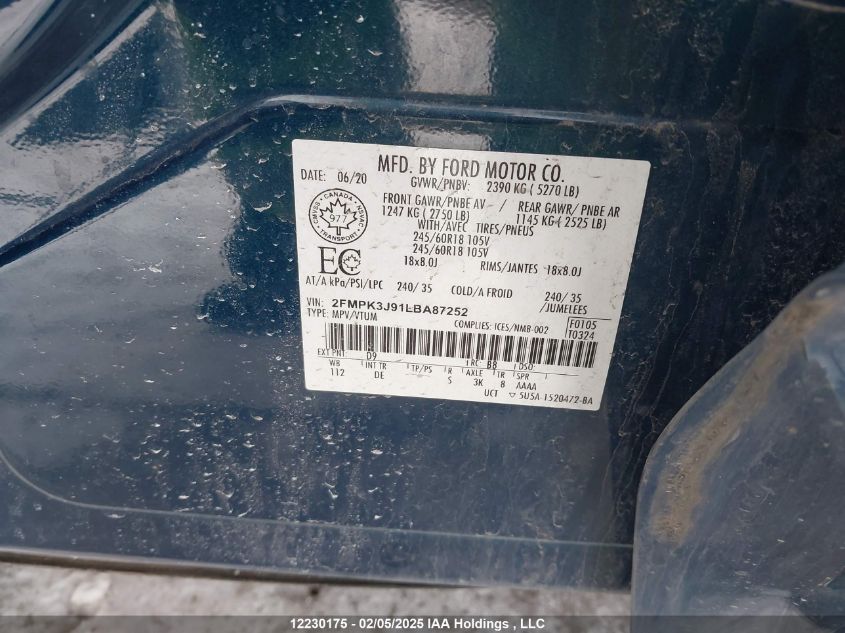 MFD. BY FORD MOTOR CO.
DATE: 06/20
GVWR/PNBV: 2390 KG ( 5270 LB)
FRONT GAWR/PNBE AV / REAR GAWR/ PNBE AR
1247 KG ( 2750 LB) 1145 KG ( 2525 LB)
WITH/AVEC TIRES/PNEUS
245/60R18 105V
245/60R18 105V
18x8.0J RIMS/JANTES 18x8.0J
CANADA
977
TRANSPORT
EC
AT/A kPa/PSI/LPC 240/35 COLD/A FROID 240/35
/JUMELEES
VIN: 2FMPK3J91LBA87252
TYPE: MPV/VTUM
COMPLIES: ICES/NMB-002
F0105
T0324
EXT PNT: D9 RC: B8 DSO:
WB INT TR TP/PS R AXLE TR SPR
112 DE S 3K 8 AAAA
UCT 5U5A-1520472-BA
12230175 - 02/05/2025 IAA Holdings , LLC